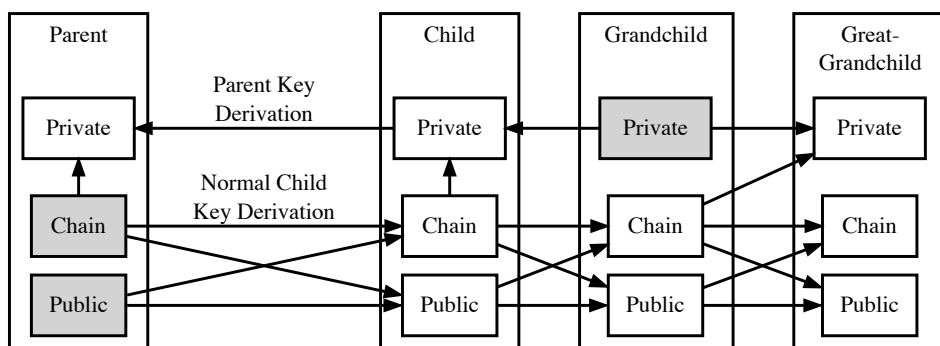 Parent
Child
Grandchild
Great-
Grandchild
Parent Key
Derivation
Private
Private
Private
Private
Normal Child
Key Derivation
Chain
Chain
Chain
Chain
Public
Public
Public
Public